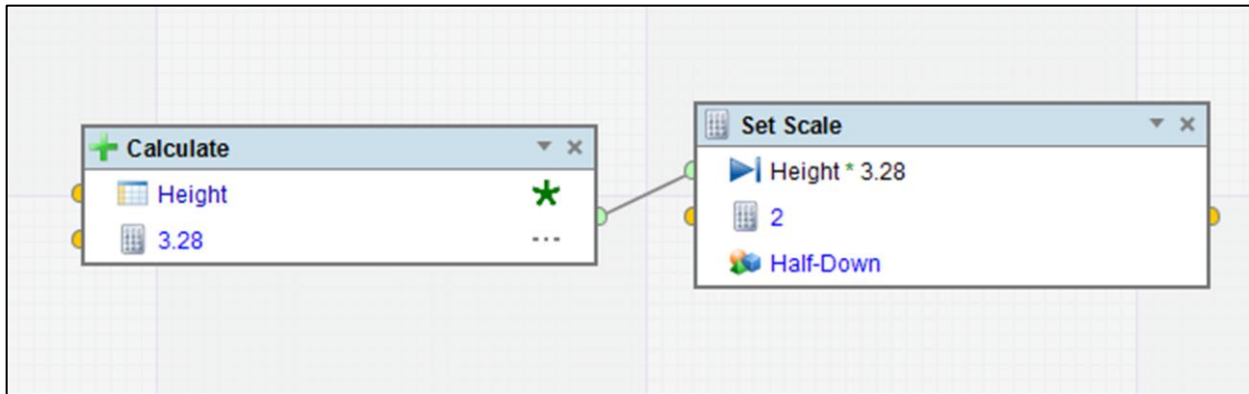 Calculate
Height *
3.28 ...
Set Scale
Height * 3.28
2
Half-Down